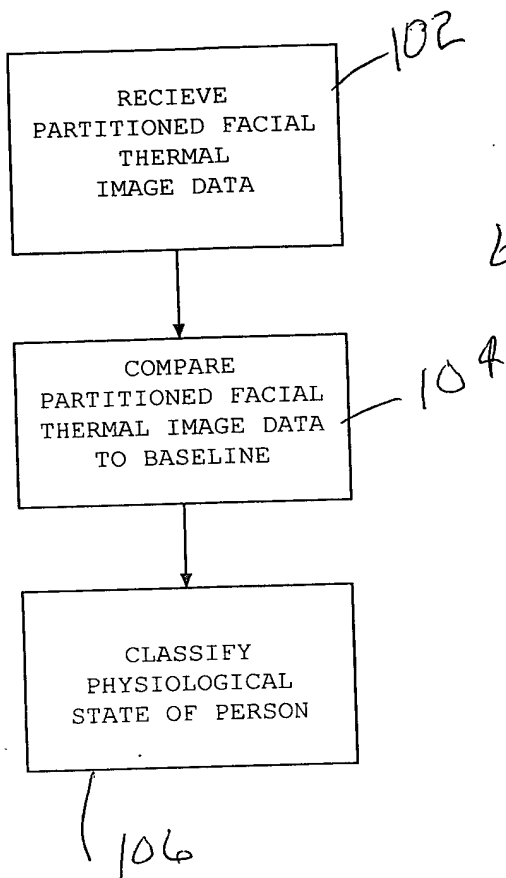 102
RECIEVE
PARTITIONED FACIAL
THERMAL
IMAGE DATA
104
COMPARE
PARTITIONED FACIAL
THERMAL IMAGE DATA
TO BASELINE
CLASSIFY
PHYSIOLOGICAL
STATE OF PERSON
106